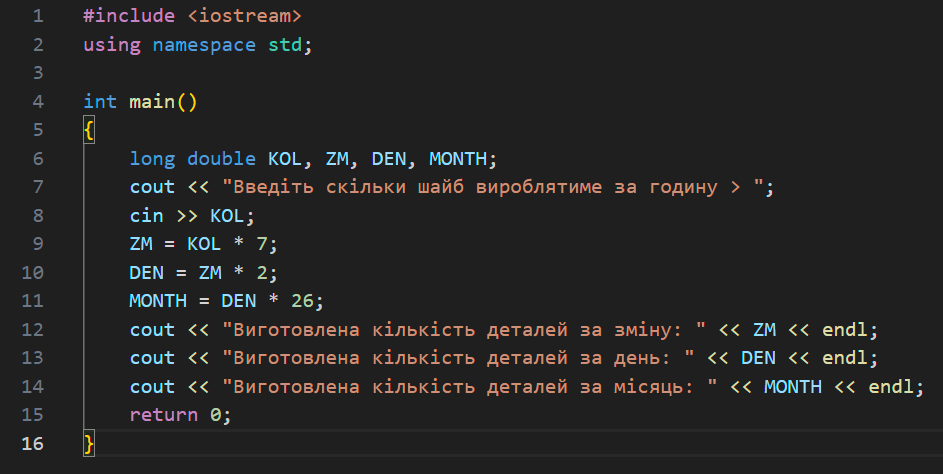 1 #include <iostream>
2 using namespace std;
3
4 int main()
5 {
6     long double KOL, ZM, DEN, MONTH;
7     cout << "Введіть скільки шайб вироблятиме за годину > ";
8     cin >> KOL;
9     ZM = KOL * 7;
10     DEN = ZM * 2;
11     MONTH = DEN * 26;
12     cout << "Виготовлена кількість деталей за зміну: " << ZM << endl;
13     cout << "Виготовлена кількість деталей за день: " << DEN << endl;
14     cout << "Виготовлена кількість деталей за місяць: " << MONTH << endl;
15     return 0;
16 }